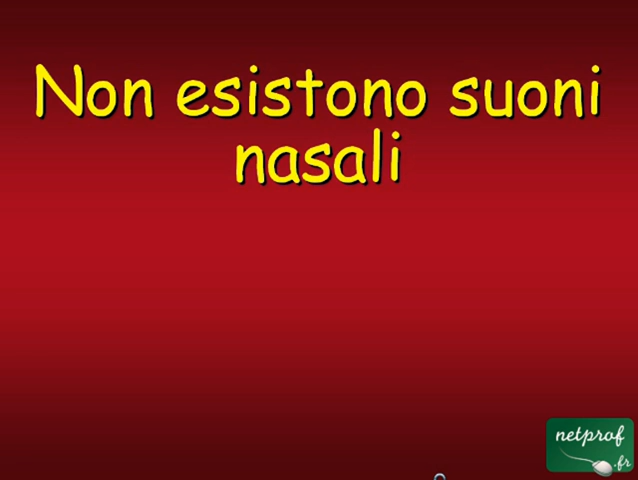 Non esistono suoni
nasali
netprof
.fr